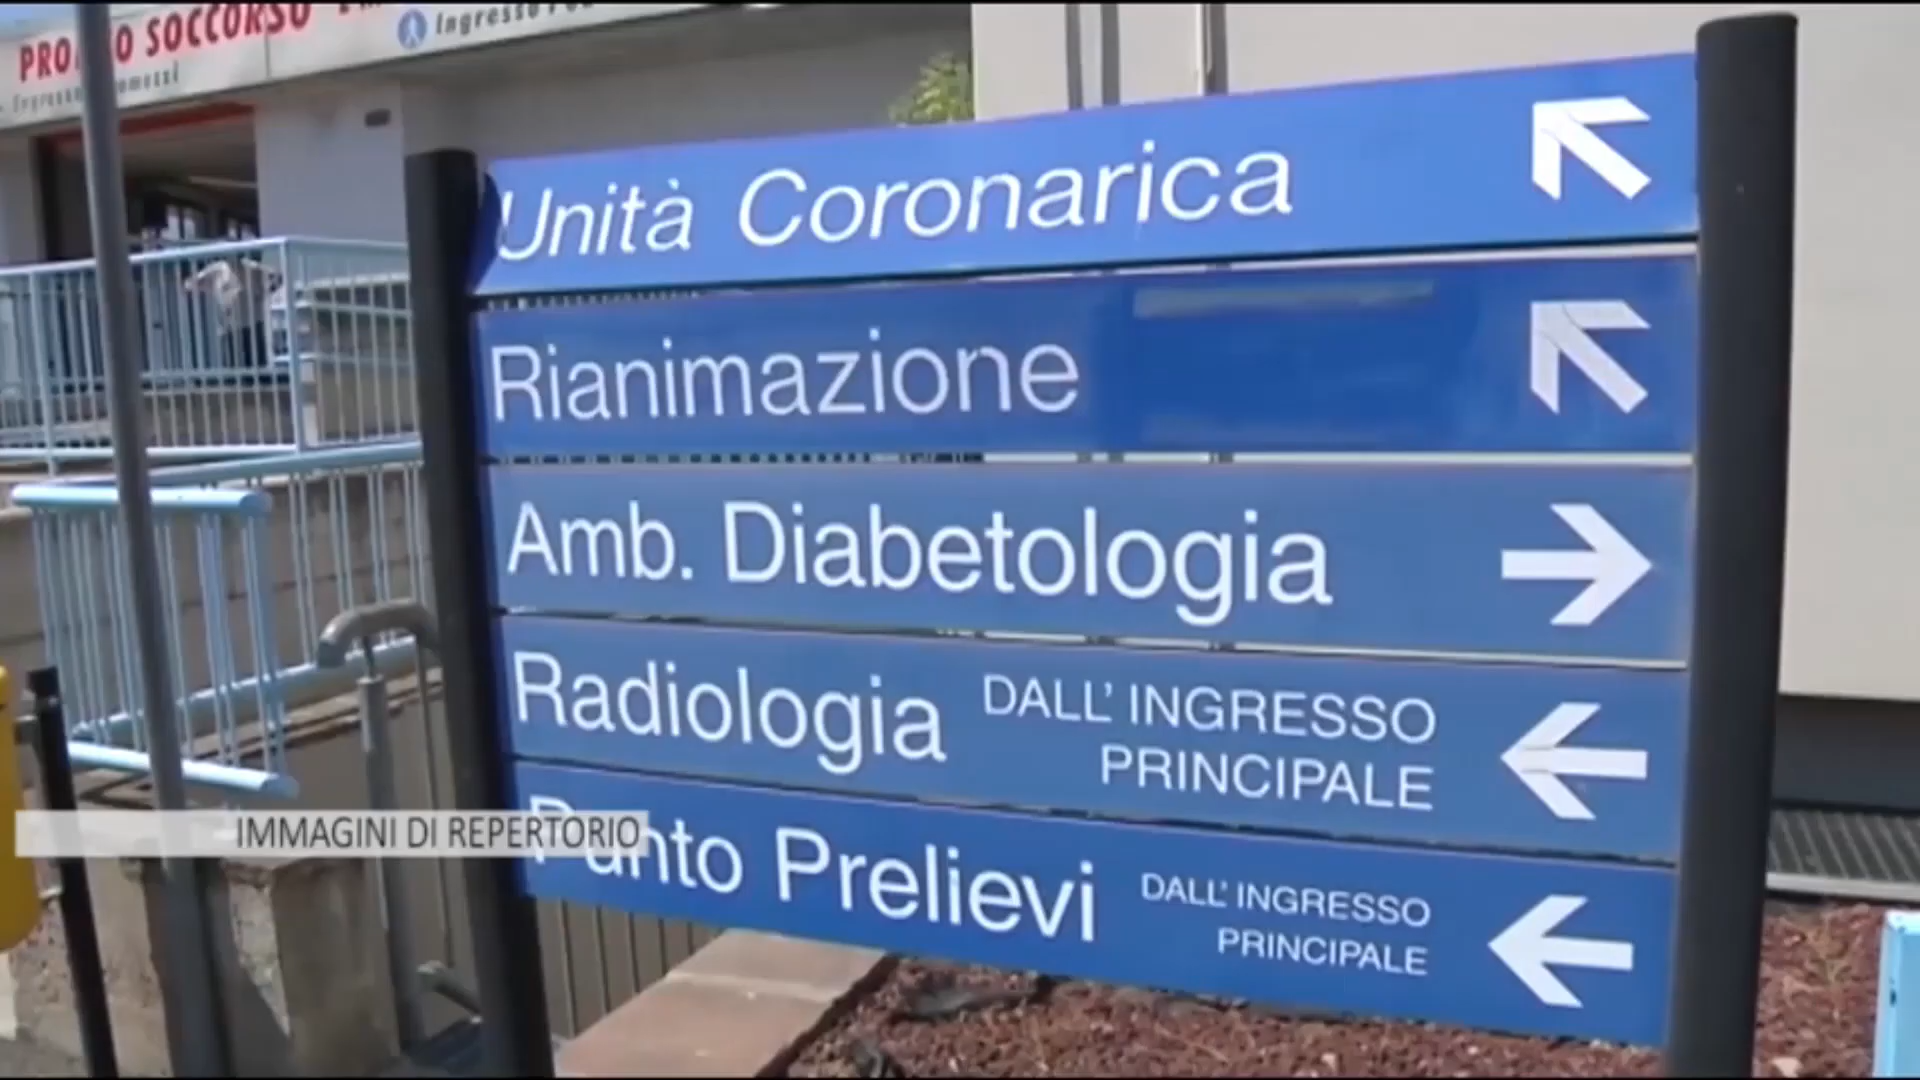 PRONTO SOCCORSO
Ingresso
Unità Coronarica
Rianimazione
Amb. Diabetologia
Radiologia DALL' INGRESSO
PRINCIPALE
IMMAGINI DI REPERTORIO
Punto Prelievi DALL' INGRESSO
PRINCIPALE